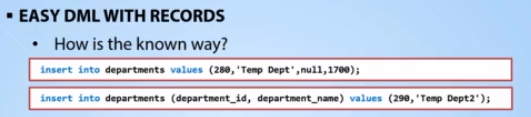 ▪ EASY DML WITH RECORDS
• How is the known way?
insert into departments values (280,'Temp Dept',null,1700);
insert into departments (department_id, department_name) values (290,'Temp Dept2');